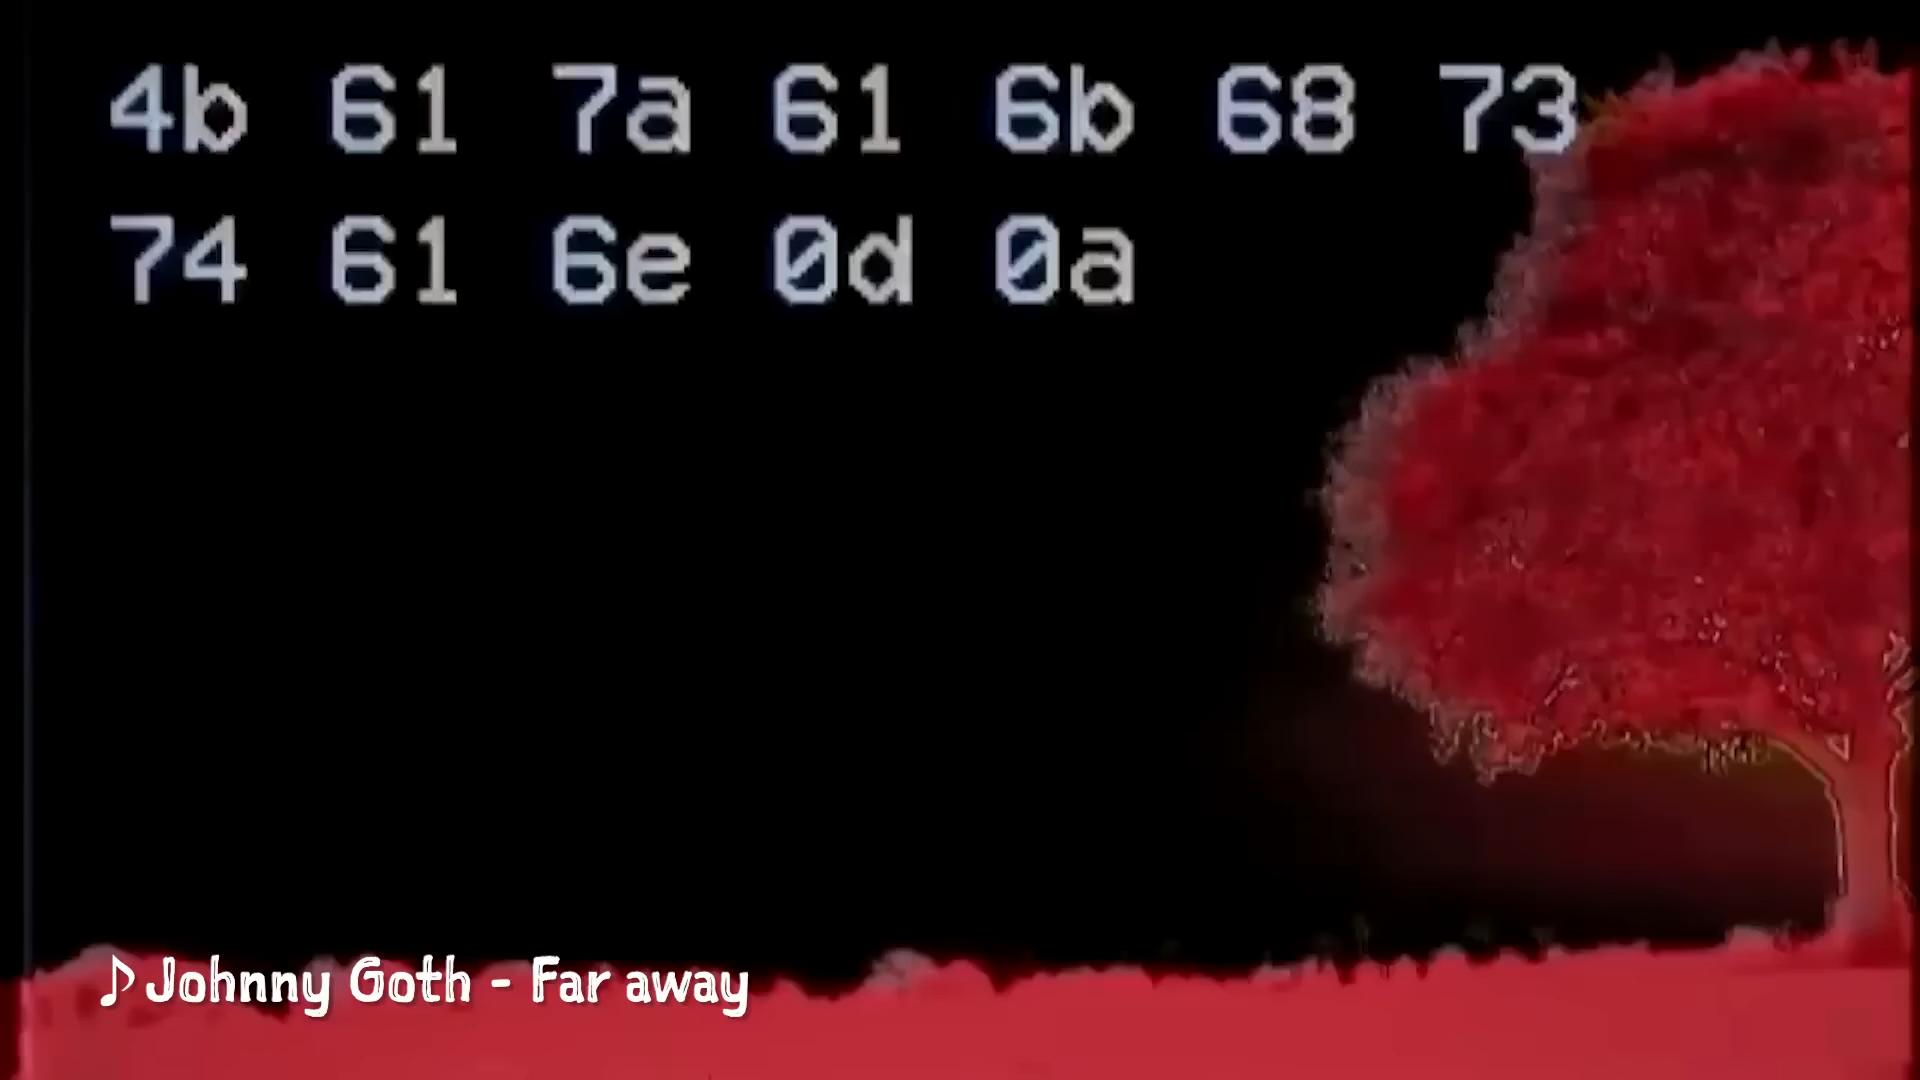 4b 61 7a 61 6b 68 73
74 61 6e 0d 0a
♪Johnny Goth - Far away